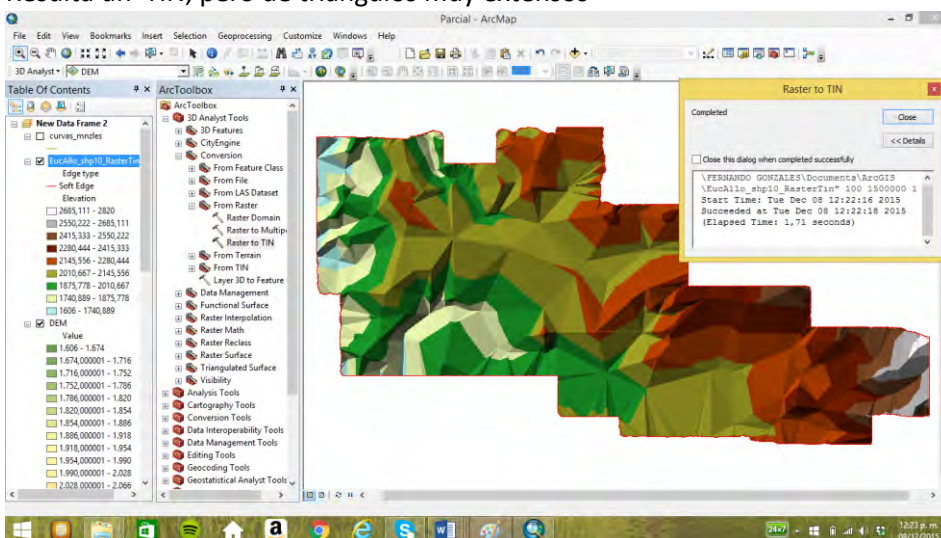 Resulta un TIN, pero de triángulos muy extensos
Parcial - ArcMap
File Edit View Bookmarks Insert Selection Geoprocessing Customize Windows Help
3D Analyst DEM
Table Of Contents
New Data Frame 2
curvas_mnzles
EucAllo_shp10_RasterTin
Edge type
Soft Edge
Elevation
2685,111 - 2820
2550,222 - 2685,111
2415,333 - 2550,222
2280,444 - 2415,333
2145,556 - 2280,444
2010,667 - 2145,556
1875,778 - 2010,667
1740,889 - 1875,778
1606 - 1740,889
DEM
Value
1.606 - 1.674
1.674,000001 - 1.716
1.716,000001 - 1.752
1.752,000001 - 1.786
1.786,000001 - 1.820
1.820,000001 - 1.854
1.854,000001 - 1.886
1.886,000001 - 1.918
1.918,000001 - 1.954
1.954,000001 - 1.990
1.990,000001 - 2.028
2.028,000001 - 2.066
ArcToolbox
ArcToolbox
3D Analyst Tools
3D Features
CityEngine
Conversion
From Feature Class
From File
From LAS Dataset
From Raster
Raster Domain
Raster to Multip
Raster to TIN
From Terrain
From TIN
Layer 3D to Feature
Data Management
Functional Surface
Raster Interpolation
Raster Math
Raster Reclass
Raster Surface
Triangulated Surface
Visibility
Analysis Tools
Cartography Tools
Conversion Tools
Data Interoperability Tools
Data Management Tools
Editing Tools
Geocoding Tools
Geostatistical Analyst Tools
Raster to TIN
Completed
Close
<< Details
Close this dialog when completed successfully
\FERNANDO GONZALES\Documents\ArcGIS
\EucAllo_shp10_RasterTin" 100 1500000 1
Start Time: Tue Dec 08 12:22:16 2015
Succeeded at Tue Dec 08 12:22:18 2015
(Elapsed Time: 1,71 seconds)
24x7
12:23 p. m.
08/12/2015